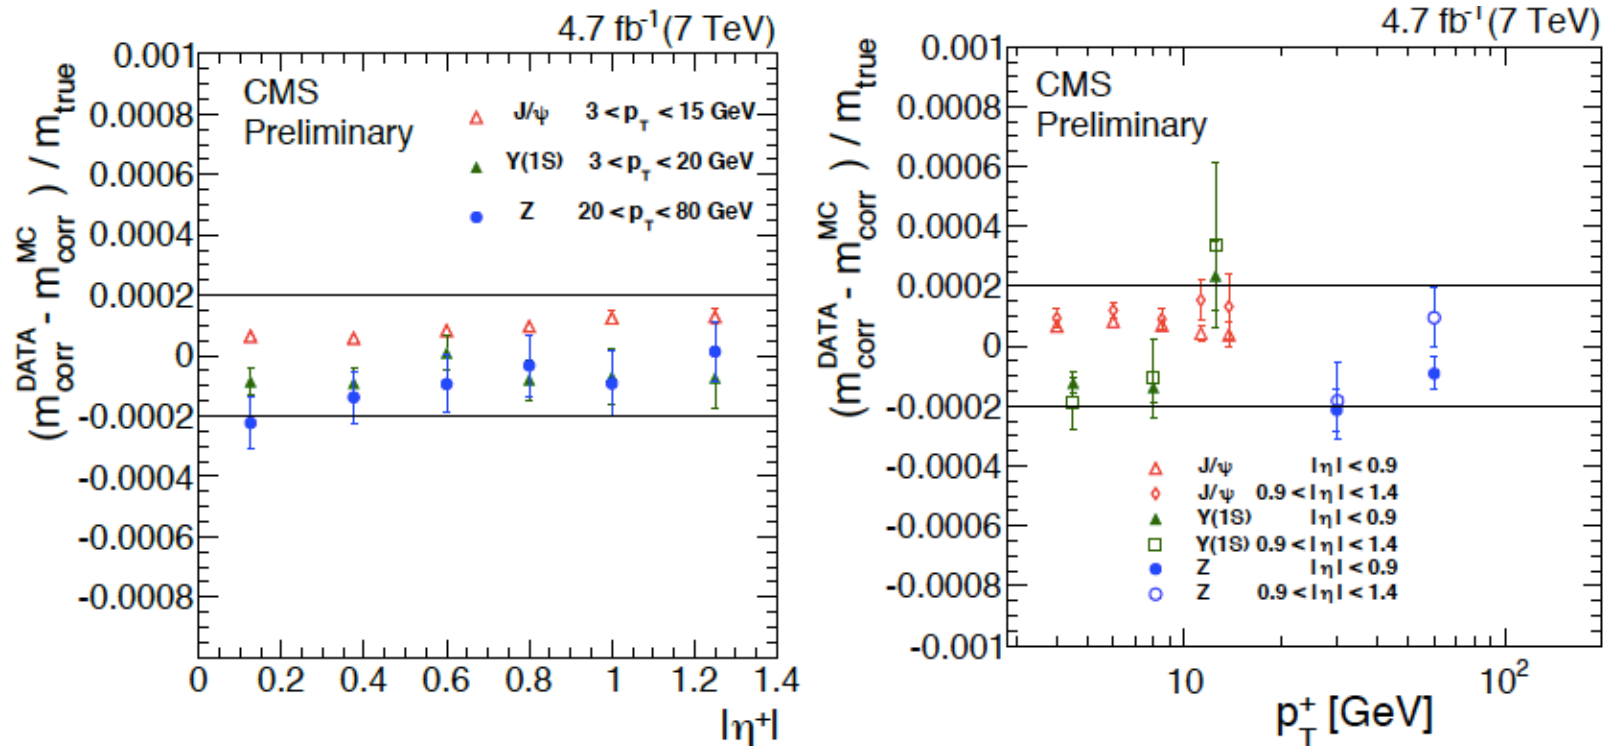 4.7 fb⁻¹ (7 TeV)
(m_corr^DATA - m_corr^MC) / m_true
0.001
0.0008
0.0006
0.0004
0.0002
0
-0.0002
-0.0004
-0.0006
-0.0008
CMS
Preliminary
J/ψ 3 < p_T < 15 GeV
Y(1S) 3 < p_T < 20 GeV
Z 20 < p_T < 80 GeV
0 0.2 0.4 0.6 0.8 1 1.2 1.4
|η⁺|
4.7 fb⁻¹ (7 TeV)
(m_corr^DATA - m_corr^MC) / m_true
0.001
0.0008
0.0006
0.0004
0.0002
0
-0.0002
-0.0004
-0.0006
-0.0008
-0.001
CMS
Preliminary
J/ψ |η| < 0.9
J/ψ 0.9 < |η| < 1.4
Y(1S) |η| < 0.9
Y(1S) 0.9 < |η| < 1.4
Z |η| < 0.9
Z 0.9 < |η| < 1.4
10 10²
p_T⁺ [GeV]